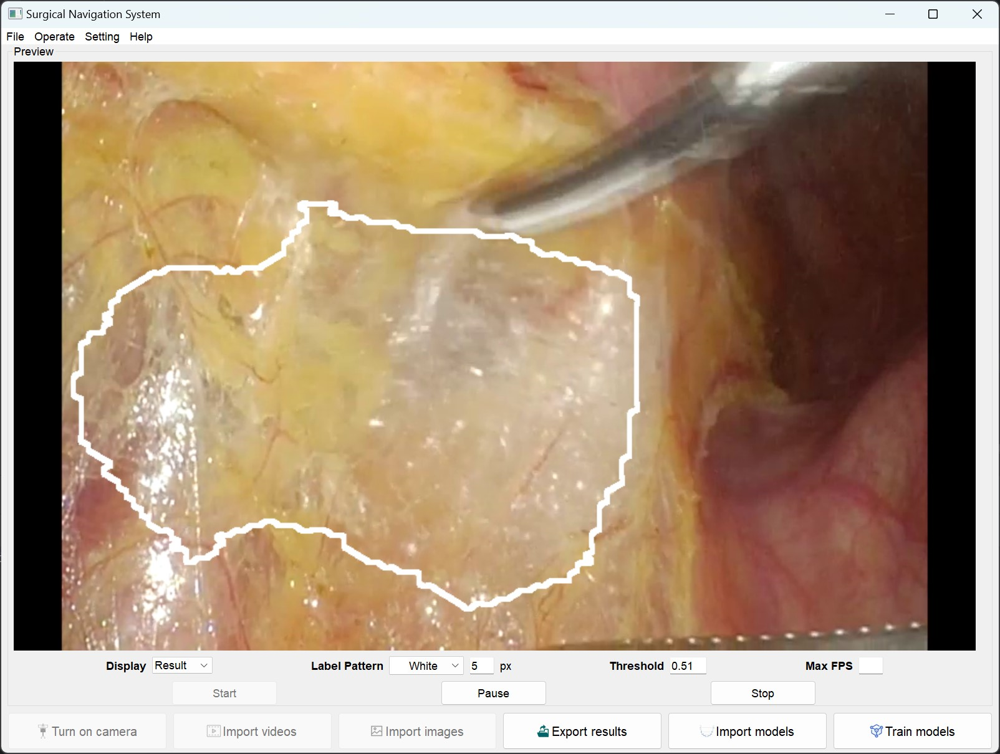 Surgical Navigation System
File Operate Setting Help
Preview
Display Result Label Pattern White 5 px Threshold 0.51 Max FPS
Start Pause Stop
Turn on camera Import videos Import images Export results Import models Train models